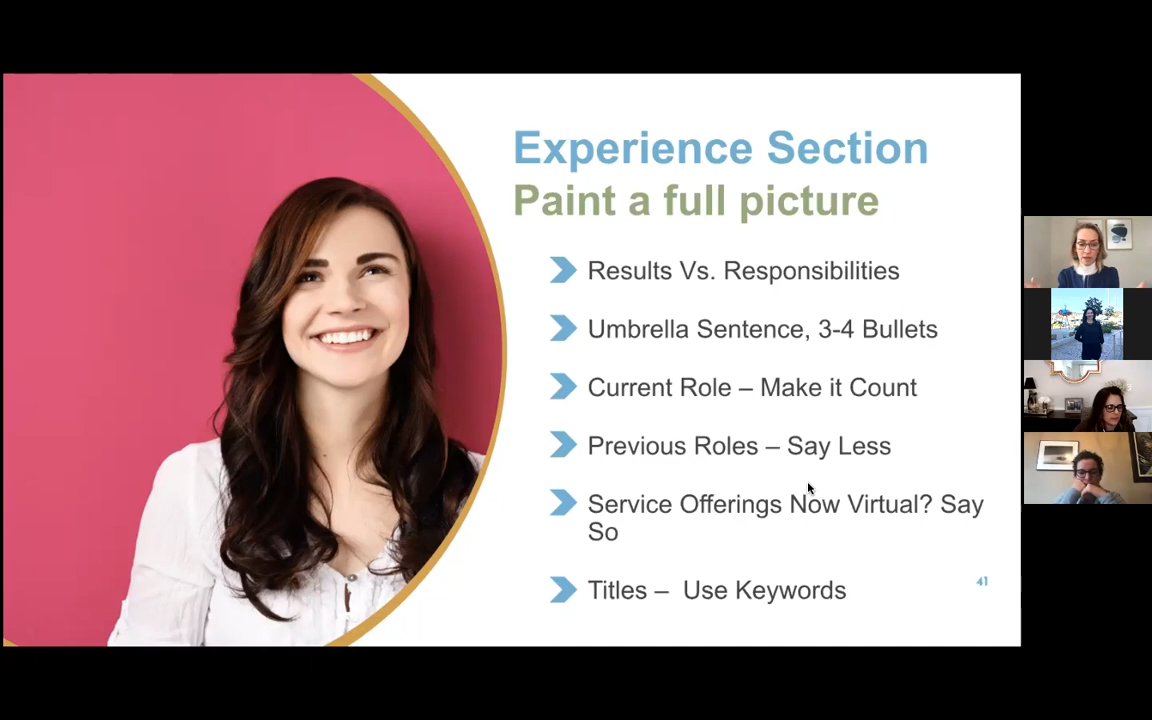 Experience Section
Paint a full picture
Results Vs. Responsibilities
Umbrella Sentence, 3-4 Bullets
Current Role – Make it Count
Previous Roles – Say Less
Service Offerings Now Virtual? Say
So
Titles –  Use Keywords
41